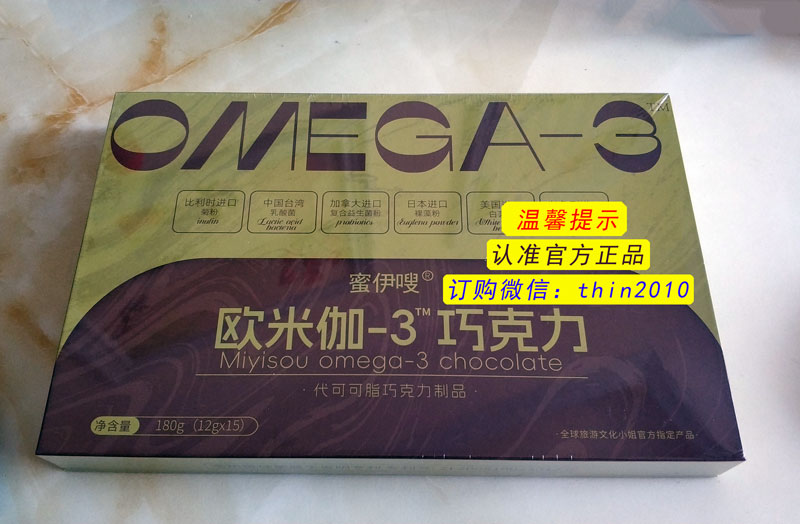 OMEGA-3™
比利时进口 中国台湾 加拿大进口 日本进口 美国
菊粉 乳酸菌 复合益生菌粉 裸藻粉 白
inulin Lactic acid probiotics Euglena powder White
bacteria
温馨提示
认准官方正品
订购微信：thin2010
蜜伊嗖®
欧米伽-3™巧克力
Miyisou omega-3 chocolate
·代可可脂巧克力制品·
净含量 180g（12gx15）
·全球旅游文化小姐官方指定产品·